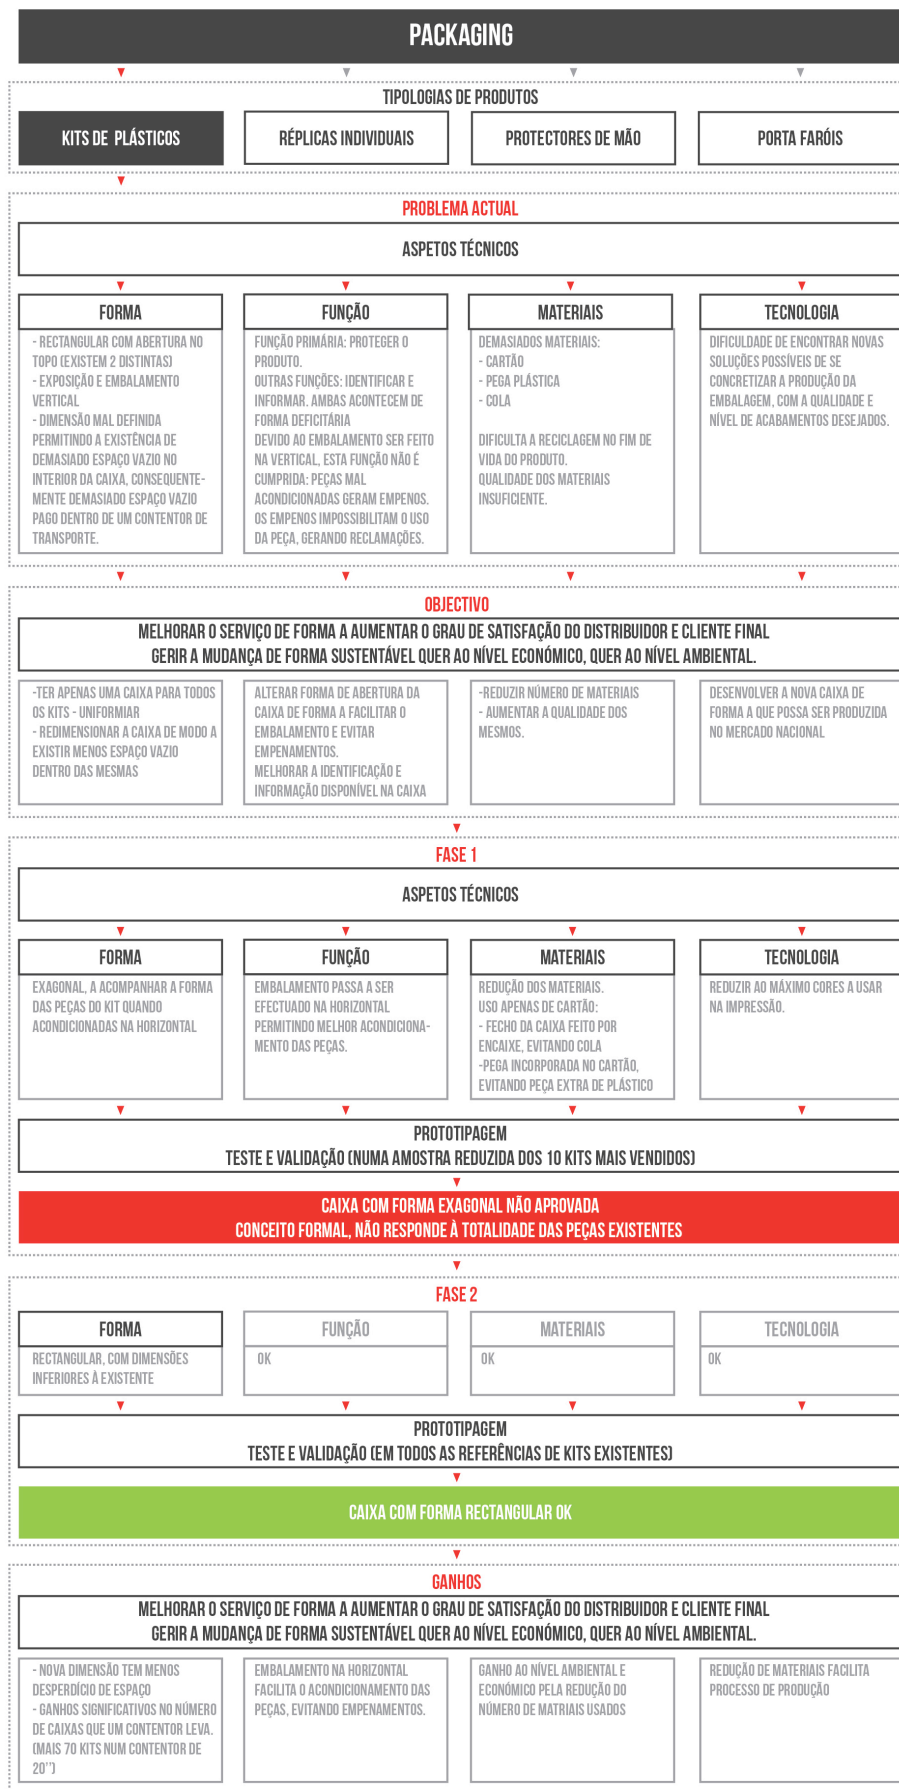 PACKAGING
TIPOLOGIAS DE PRODUTOS
KITS DE PLÁSTICOS
RÉPLICAS INDIVIDUAIS
PROTECTORES DE MÃO
PORTA FARÓIS
PROBLEMA ACTUAL
ASPETOS TÉCNICOS
FORMA
- RECTANGULAR COM ABERTURA NO
TOPO (EXISTEM 2 DISTINTAS)
- EXPOSIÇÃO E EMBALAMENTO
VERTICAL
- DIMENSÃO MAL DEFINIDA
PERMITINDO A EXISTÊNCIA DE
DEMASIADO ESPAÇO VAZIO NO
INTERIOR DA CAIXA, CONSEQUENTE-
MENTE DEMASIADO ESPAÇO VAZIO
PAGO DENTRO DE UM CONTENTOR DE
TRANSPORTE.
FUNÇÃO
FUNÇÃO PRIMÁRIA: PROTEGER O
PRODUTO.
OUTRAS FUNÇÕES: IDENTIFICAR E
INFORMAR. AMBAS ACONTECEM DE
FORMA DEFICITÁRIA
DEVIDO AO EMBALAMENTO SER FEITO
NA VERTICAL, ESTA FUNÇÃO NÃO É
CUMPRIDA: PEÇAS MAL
ACONDICIONADAS GERAM EMPENOS.
OS EMPENOS IMPOSSIBILITAM O USO
DA PEÇA, GERANDO RECLAMAÇÕES.
MATERIAIS
DEMASIADOS MATERIAIS:
- CARTÃO
- PEGA PLÁSTICA
- COLA
DIFICULTA A RECICLAGEM NO FIM DE
VIDA DO PRODUTO.
QUALIDADE DOS MATERIAIS
INSUFICIENTE.
TECNOLOGIA
DIFICULDADE DE ENCONTRAR NOVAS
SOLUÇÕES POSSÍVEIS DE SE
CONCRETIZAR A PRODUÇÃO DA
EMBALAGEM, COM A QUALIDADE E
NÍVEL DE ACABAMENTOS DESEJADOS.
OBJECTIVO
MELHORAR O SERVIÇO DE FORMA A AUMENTAR O GRAU DE SATISFAÇÃO DO DISTRIBUIDOR E CLIENTE FINAL
GERIR A MUDANÇA DE FORMA SUSTENTÁVEL QUER AO NÍVEL ECONÓMICO, QUER AO NÍVEL AMBIENTAL.
-TER APENAS UMA CAIXA PARA TODOS
OS KITS - UNIFORMIAR
- REDIMENSIONAR A CAIXA DE MODO A
EXISTIR MENOS ESPAÇO VAZIO
DENTRO DAS MESMAS
ALTERAR FORMA DE ABERTURA DA
CAIXA DE FORMA A FACILITAR O
EMBALAMENTO E EVITAR
EMPENAMENTOS.
MELHORAR A IDENTIFICAÇÃO E
INFORMAÇÃO DISPONÍVEL NA CAIXA
-REDUZIR NÚMERO DE MATERIAIS
- AUMENTAR A QUALIDADE DOS
MESMOS.
DESENVOLVER A NOVA CAIXA DE
FORMA A QUE POSSA SER PRODUZIDA
NO MERCADO NACIONAL
FASE 1
ASPETOS TÉCNICOS
FORMA
EXAGONAL, A ACOMPANHAR A FORMA
DAS PEÇAS DO KIT QUANDO
ACONDICIONADAS NA HORIZONTAL
FUNÇÃO
EMBALAMENTO PASSA A SER
EFECTUADO NA HORIZONTAL
PERMITINDO MELHOR ACONDICIONA-
MENTO DAS PEÇAS.
MATERIAIS
REDUÇÃO DOS MATERIAIS.
USO APENAS DE CARTÃO:
- FECHO DA CAIXA FEITO POR
ENCAIXE, EVITANDO COLA
-PEGA INCORPORADA NO CARTÃO,
EVITANDO PEÇA EXTRA DE PLÁSTICO
TECNOLOGIA
REDUZIR AO MÁXIMO CORES A USAR
NA IMPRESSÃO.
PROTOTIPAGEM
TESTE E VALIDAÇÃO (NUMA AMOSTRA REDUZIDA DOS 10 KITS MAIS VENDIDOS)
CAIXA COM FORMA EXAGONAL NÃO APROVADA
CONCEITO FORMAL, NÃO RESPONDE À TOTALIDADE DAS PEÇAS EXISTENTES
FASE 2
FORMA
RECTANGULAR, COM DIMENSÕES
INFERIORES À EXISTENTE
FUNÇÃO
OK
MATERIAIS
OK
TECNOLOGIA
OK
PROTOTIPAGEM
TESTE E VALIDAÇÃO (EM TODOS AS REFERÊNCIAS DE KITS EXISTENTES)
CAIXA COM FORMA RECTANGULAR OK
GANHOS
MELHORAR O SERVIÇO DE FORMA A AUMENTAR O GRAU DE SATISFAÇÃO DO DISTRIBUIDOR E CLIENTE FINAL
GERIR A MUDANÇA DE FORMA SUSTENTÁVEL QUER AO NÍVEL ECONÓMICO, QUER AO NÍVEL AMBIENTAL.
- NOVA DIMENSÃO TEM MENOS
DESPERDÍCIO DE ESPAÇO
- GANHOS SIGNIFICATIVOS NO NÚMERO
DE CAIXAS QUE UM CONTENTOR LEVA.
(MAIS 70 KITS NUM CONTENTOR DE
20'')
EMBALAMENTO NA HORIZONTAL
FACILITA O ACONDICIONAMENTO DAS
PEÇAS, EVITANDO EMPENAMENTOS.
GANHO AO NÍVEL AMBIENTAL E
ECONÓMICO PELA REDUÇÃO DO
NÚMERO DE MATRIAIS USADOS
REDUÇÃO DE MATERIAIS FACILITA
PROCESSO DE PRODUÇÃO